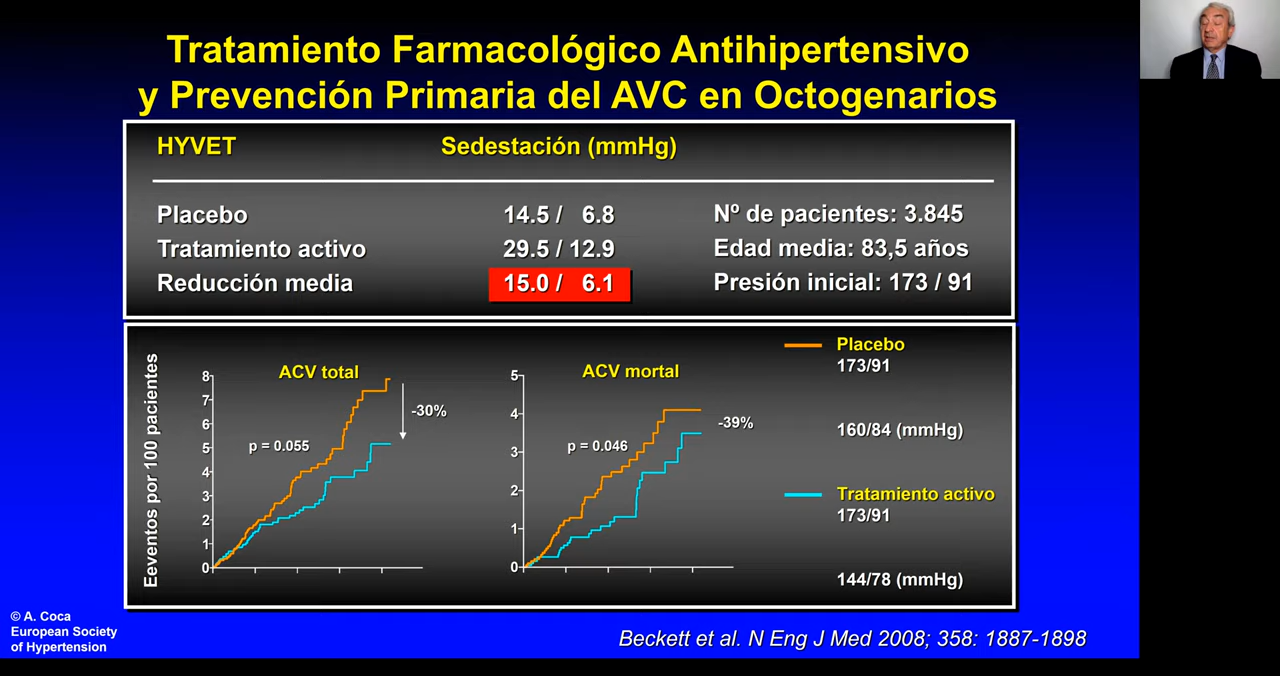 Tratamiento Farmacológico Antihipertensivo
y Prevención Primaria del AVC en Octogenarios
HYVET Sedestación (mmHg)
Placebo 14.5 / 6.8 Nº de pacientes: 3.845
Tratamiento activo 29.5 / 12.9 Edad media: 83,5 años
Reducción media 15.0 / 6.1 Presión inicial: 173 / 91
Eeventos por 100 pacientes
ACV total
8
7
6
5
4
3
2
1
0
p = 0.055
-30%
ACV mortal
5
4
3
2
1
0
p = 0.046
-39%
Placebo
173/91
160/84 (mmHg)
Tratamiento activo
173/91
144/78 (mmHg)
© A. Coca
European Society
of Hypertension
Beckett et al. N Eng J Med 2008; 358: 1887-1898